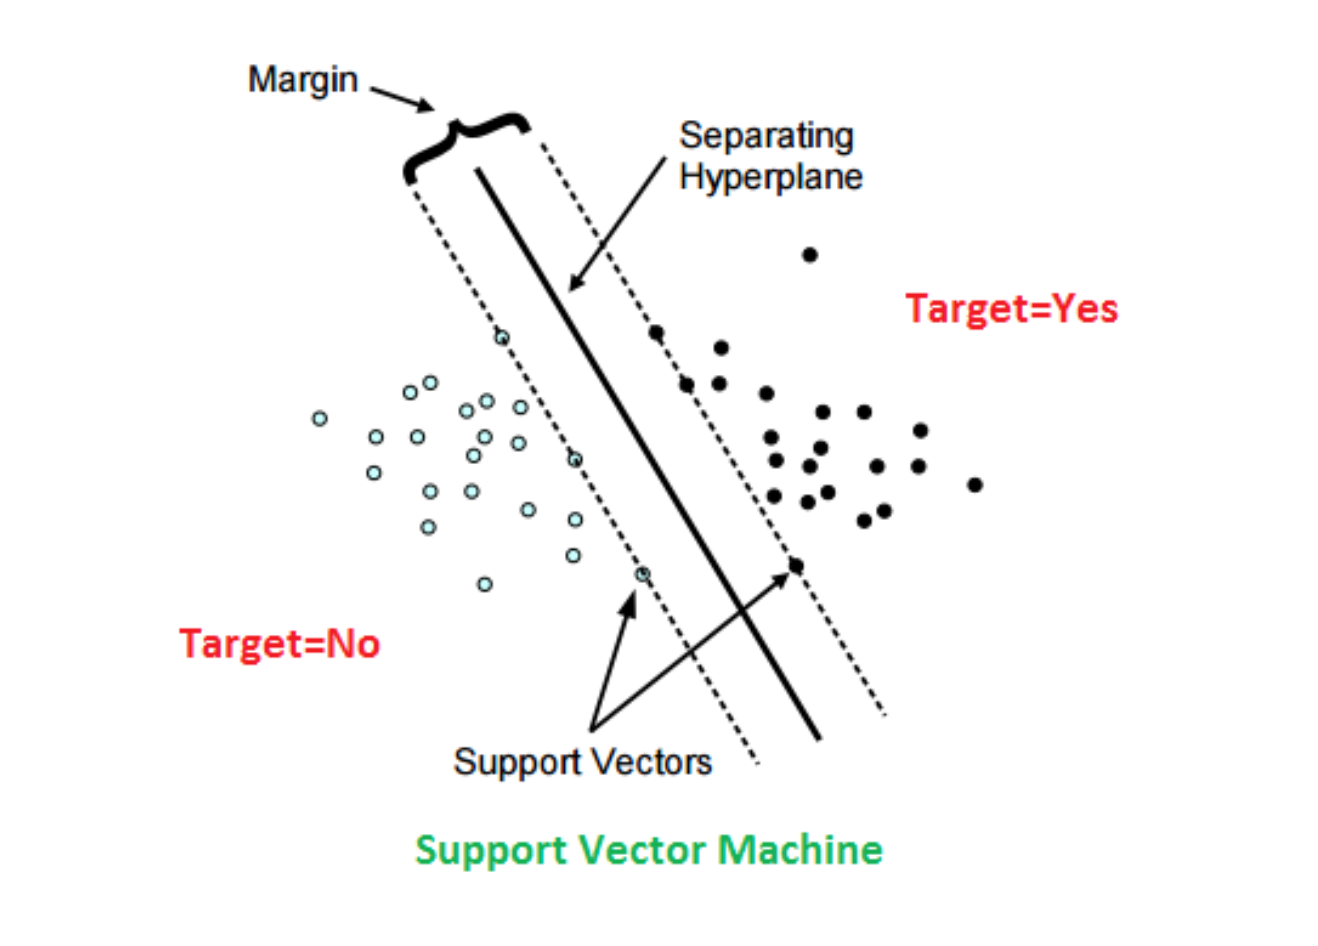 Margin
Separating
Hyperplane
Target=Yes
Target=No
Support Vectors
Support Vector Machine